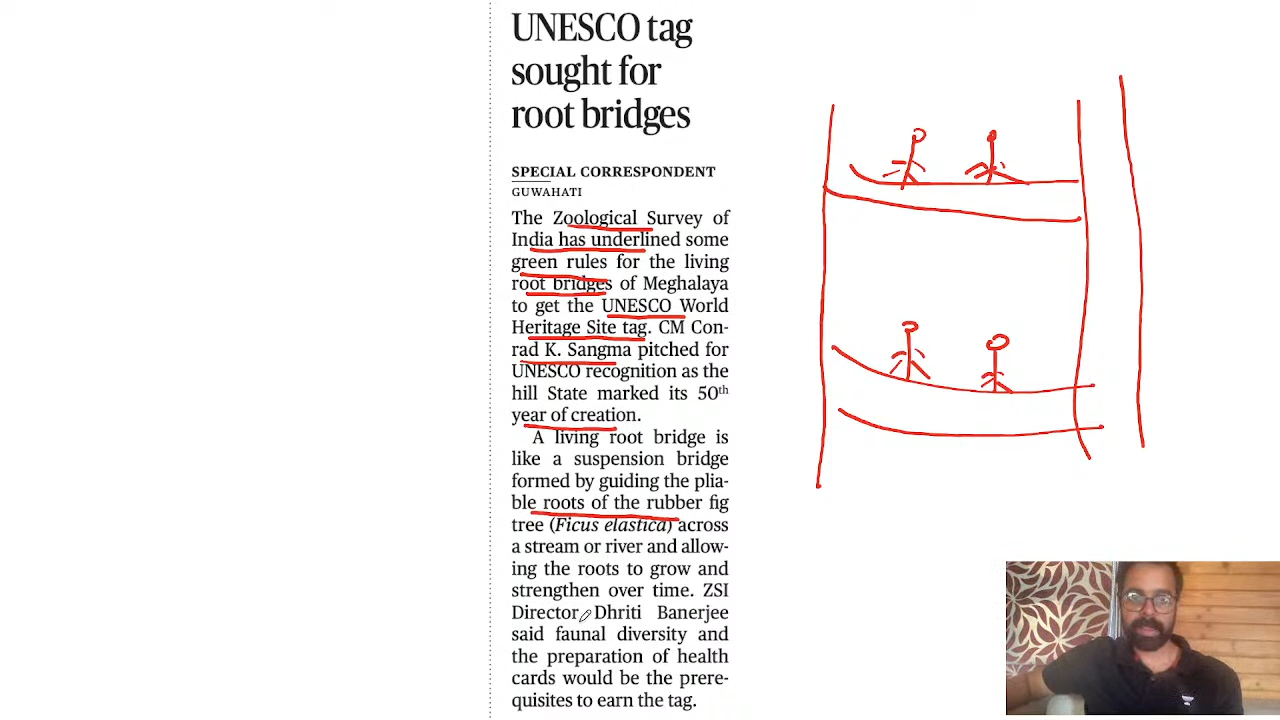 UNESCO tag
sought for
root bridges
SPECIAL CORRESPONDENT
GUWAHATI
The Zoological Survey of
India has underlined some
green rules for the living
root bridges of Meghalaya
to get the UNESCO World
Heritage Site tag. CM Con-
rad K. Sangma pitched for
UNESCO recognition as the
hill State marked its 50th
year of creation.
A living root bridge is
like a suspension bridge
formed by guiding the plia-
ble roots of the rubber fig
tree (Ficus elastica) across
a stream or river and allow-
ing the roots to grow and
strengthen over time. ZSI
Director Dhriti Banerjee
said faunal diversity and
the preparation of health
cards would be the prere-
quisites to earn the tag.